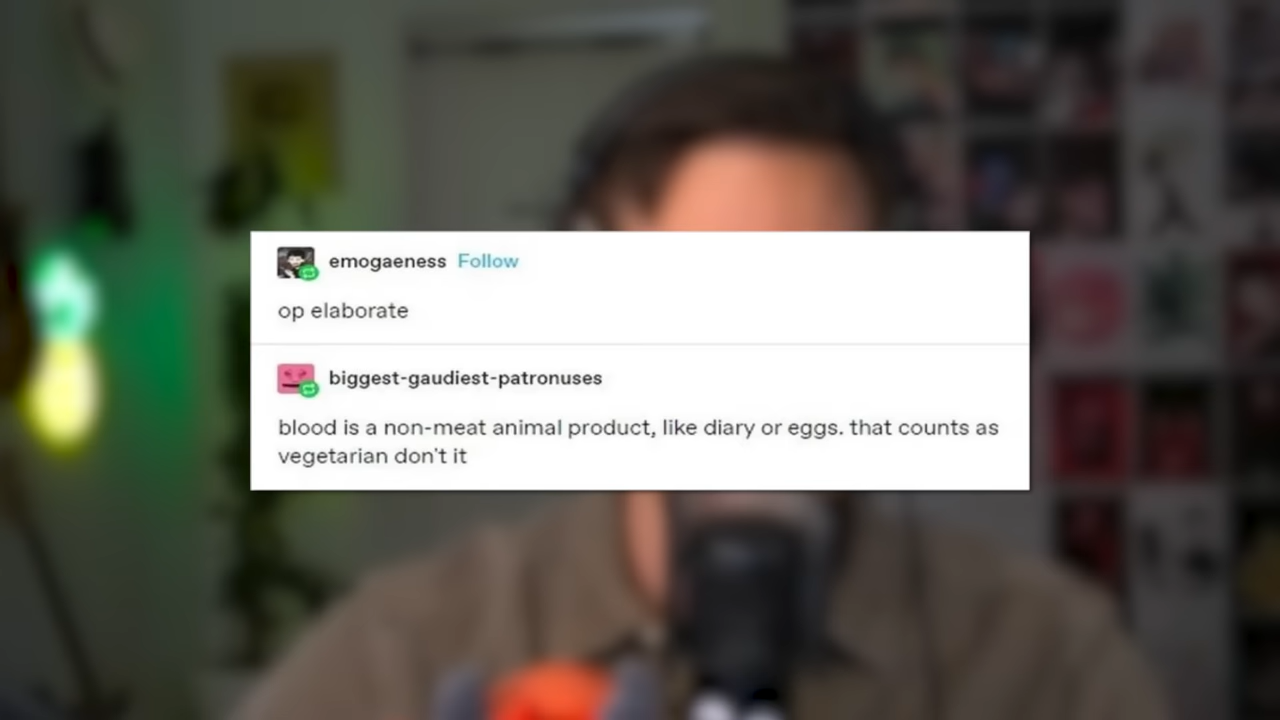 emogaeness Follow
op elaborate
biggest-gaudiest-patronuses
blood is a non-meat animal product, like diary or eggs. that counts as
vegetarian don't it